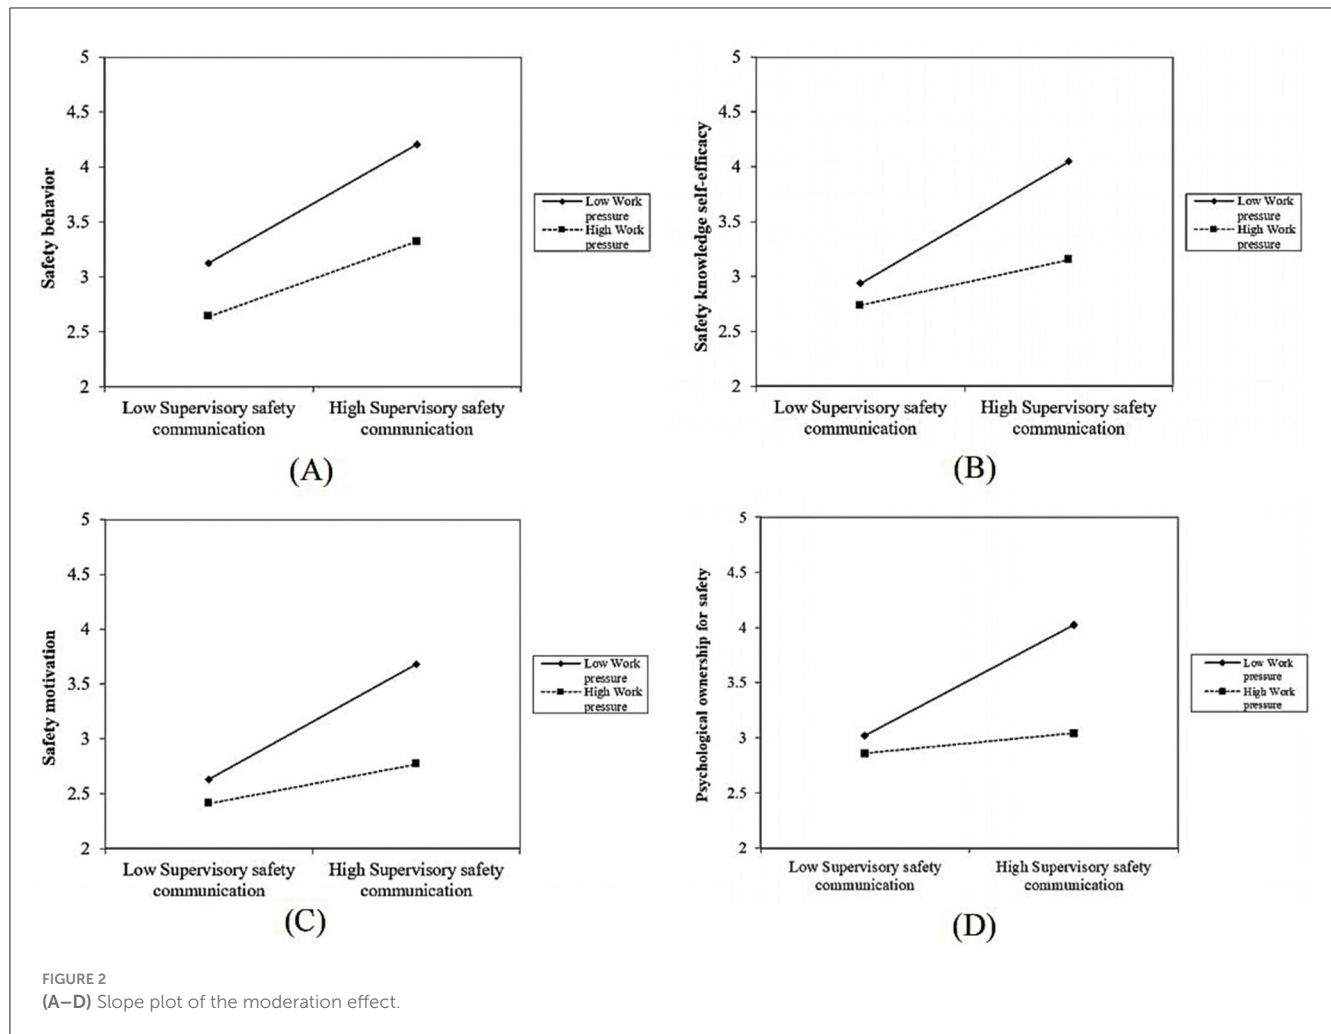 5
4.5
4
3.5
3
2.5
2
Safety behavior
Low Supervisory safety
communication
High Supervisory safety
communication
Low Work
pressure
High Work
pressure
(A)
5
4.5
4
3.5
3
2.5
2
Safety knowledge self-efficacy
Low Supervisory safety
communication
High Supervisory safety
communication
Low Work
pressure
High Work
pressure
(B)
5
4.5
4
3.5
3
2.5
2
Safety motivation
Low Supervisory safety
communication
High Supervisory safety
communication
Low Work
pressure
High Work
pressure
(C)
5
4.5
4
3.5
3
2.5
2
Psychological ownership for safety
Low Supervisory safety
communication
High Supervisory safety
communication
Low Work
pressure
High Work
pressure
(D)
FIGURE 2
(A–D) Slope plot of the moderation effect.